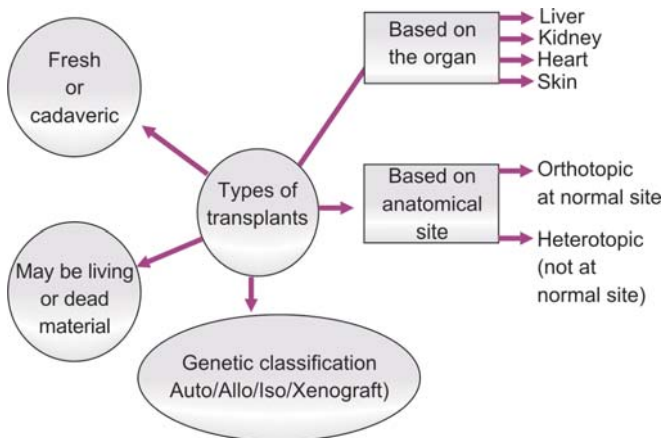 Fresh
or
cadaveric
Types of
transplants
May be living
or dead
material
Genetic classification
Auto/Allo/Iso/Xenograft)
Based on
the organ
Liver
Kidney
Heart
Skin
Based on
anatomical
site
Orthotopic
at normal site
Heterotopic
(not at
normal site)